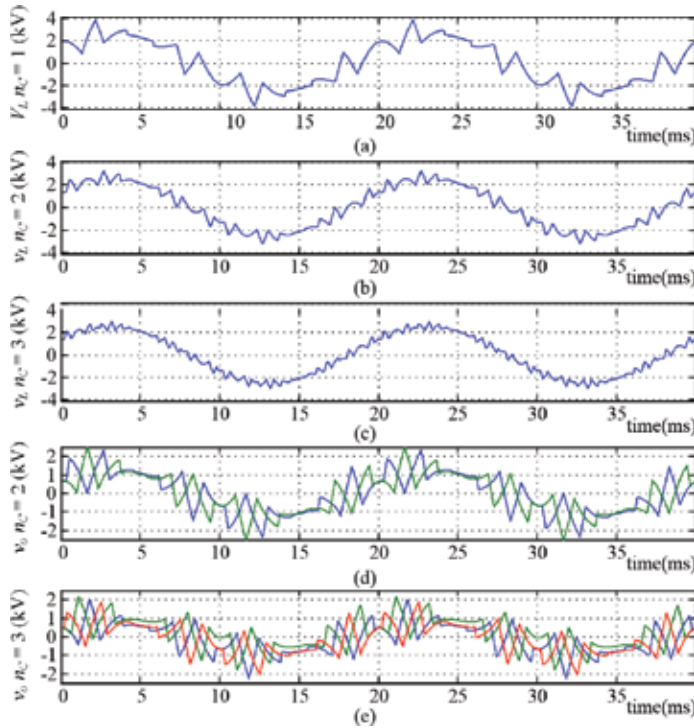 V_L n_C = 1 (kV)
4
2
0
-2
-4
0 5 10 15 20 25 30 35
time(ms)
(a)
v_L n_C = 2 (kV)
4
2
0
-2
-4
0 5 10 15 20 25 30 35
time(ms)
(b)
v_L n_C = 3 (kV)
4
2
0
-2
-4
0 5 10 15 20 25 30 35
time(ms)
(c)
v_o n_C = 2 (kV)
2
1
0
-1
-2
0 5 10 15 20 25 30 35
time(ms)
(d)
v_o n_C = 3 (kV)
2
1
0
-1
-2
0 5 10 15 20 25 30 35
time(ms)
(e)